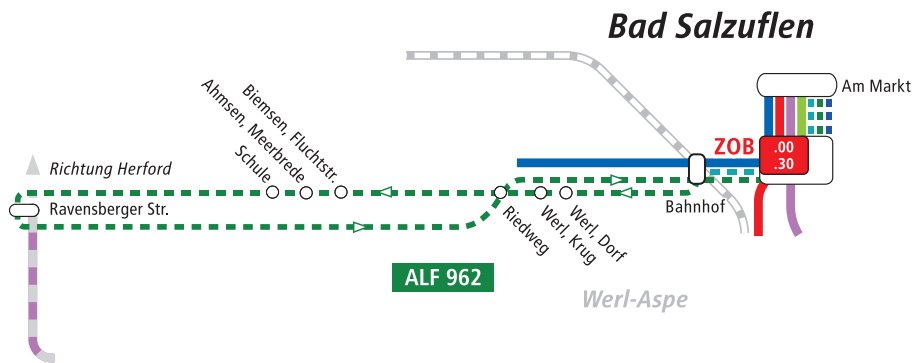 Bad Salzuflen
Am Markt
ZOB
.00
.30
Richtung Herford
Schule
Ahmsen, Meerbrede
Biemsen, Fluchtstr.
Ravensberger Str.
Riedweg
Werl, Krug
Werl, Dorf
Bahnhof
ALF 962
Werl-Aspe